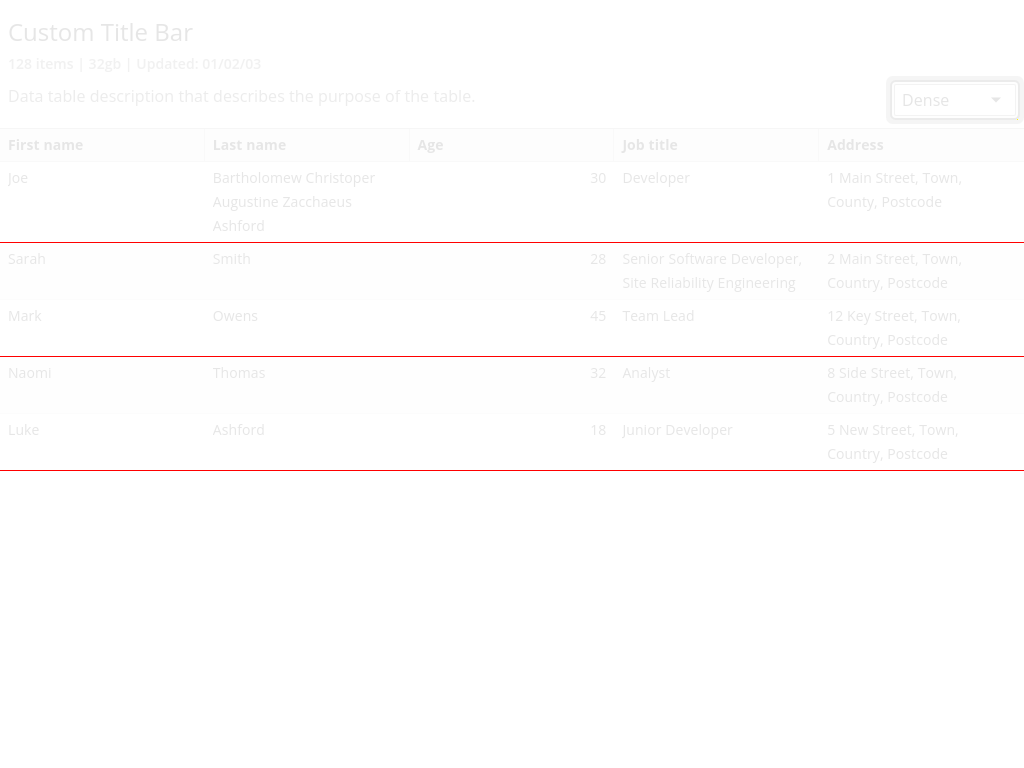 Custom Title Bar
128 items | 32gb | Updated: 01/02/03
Data table description that describes the purpose of the table.
Dense
First name Last name Age Job title Address
Joe Bartholomew Christoper 30 Developer 1 Main Street, Town,
Augustine Zacchaeus County, Postcode
Ashford
Sarah Smith 28 Senior Software Developer, 2 Main Street, Town,
Site Reliability Engineering Country, Postcode
Mark Owens 45 Team Lead 12 Key Street, Town,
Country, Postcode
Naomi Thomas 32 Analyst 8 Side Street, Town,
Country, Postcode
Luke Ashford 18 Junior Developer 5 New Street, Town,
Country, Postcode